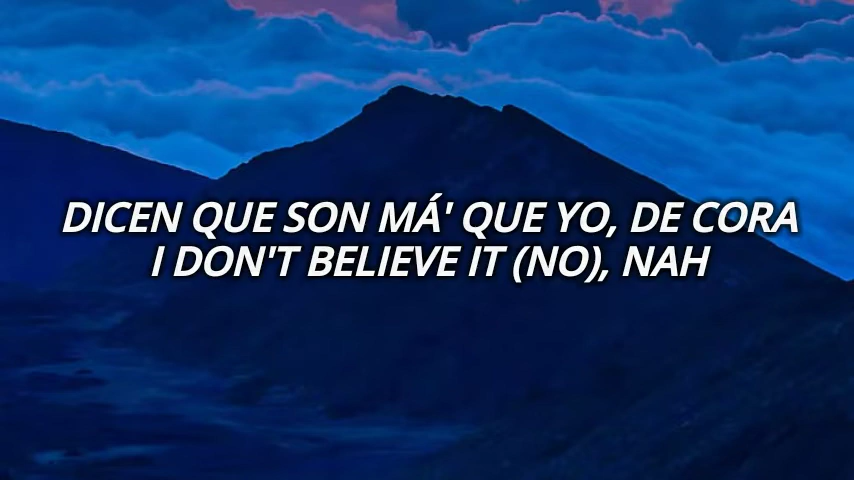 DICEN QUE SON MÁ' QUE YO, DE CORA
I DON'T BELIEVE IT (NO), NAH